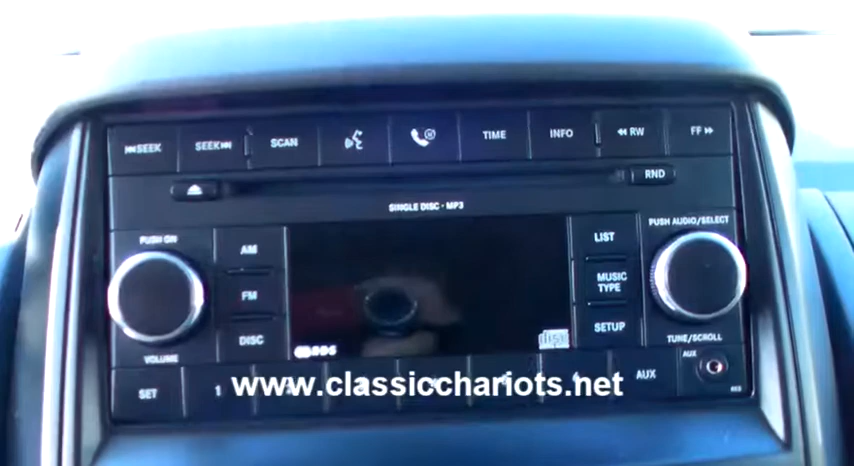 ⏮SEEK SEEK⏭ SCAN TIME INFO ◀◀ RW FF ▶▶
RND
SINGLE DISC · MP3
PUSH ON
PUSH AUDIO/SELECT
AM LIST
FM MUSIC
TYPE
DISC SETUP
disc
VOLUME
TUNE/SCROLL
AUX
SET 1 AUX
www.classicchariots.net